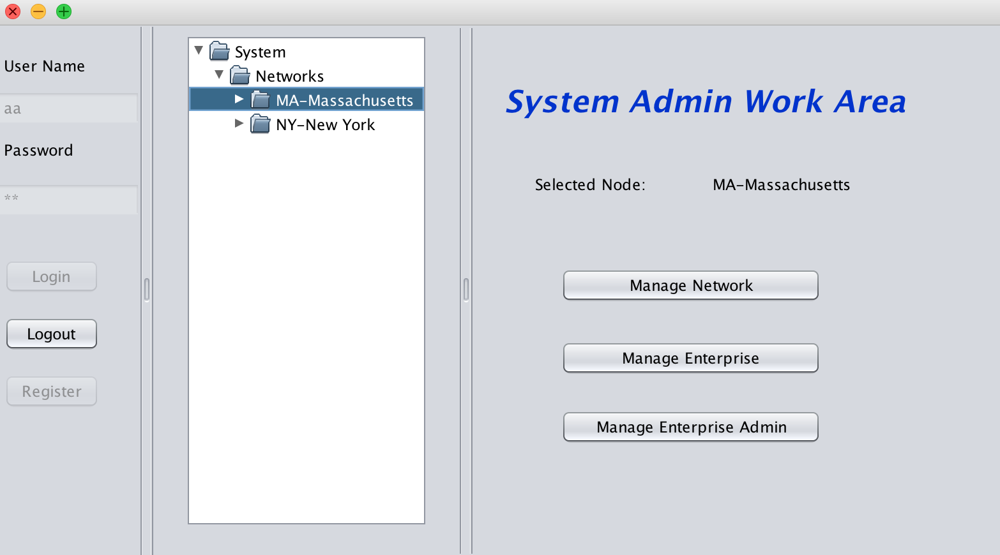 User Name
aa
Password
**
Login
Logout
Register
System
Networks
MA-Massachusetts
NY-New York
System Admin Work Area
Selected Node: MA-Massachusetts
Manage Network
Manage Enterprise
Manage Enterprise Admin